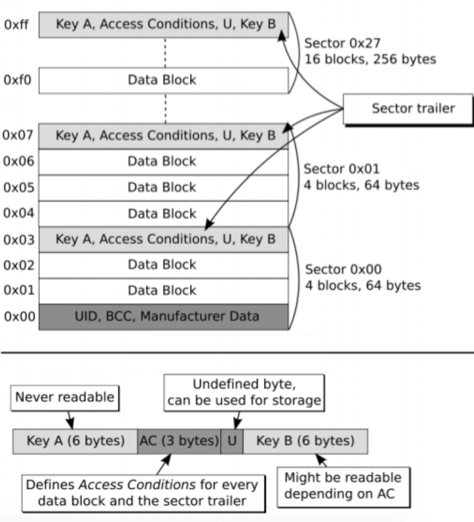 0xff
Key A, Access Conditions, U, Key B
Sector 0x27
16 blocks, 256 bytes
0xf0
Data Block
Sector trailer
0x07
Key A, Access Conditions, U, Key B
0x06
Data Block
0x05
Data Block
Sector 0x01
4 blocks, 64 bytes
0x04
Data Block
0x03
Key A, Access Conditions, U, Key B
0x02
Data Block
0x01
Data Block
Sector 0x00
4 blocks, 64 bytes
0x00
UID, BCC, Manufacturer Data
Never readable
Undefined byte,
can be used for storage
Key A (6 bytes)
AC (3 bytes)
U
Key B (6 bytes)
Defines Access Conditions for every
data block and the sector trailer
Might be readable
depending on AC